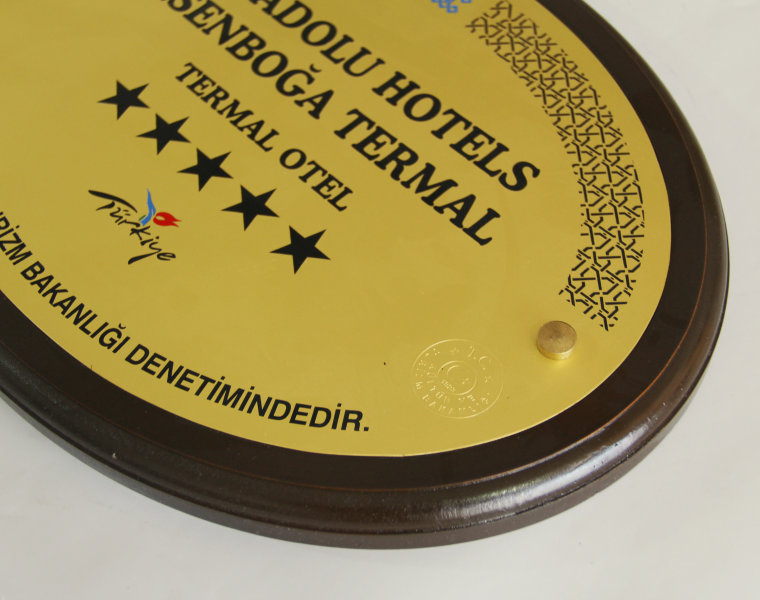 ADOLU HOTELS
SENBOĞA TERMAL
TERMAL OTEL
Türkiye
RİZM BAKANLIĞI DENETİMİNDEDİR.
T.C.